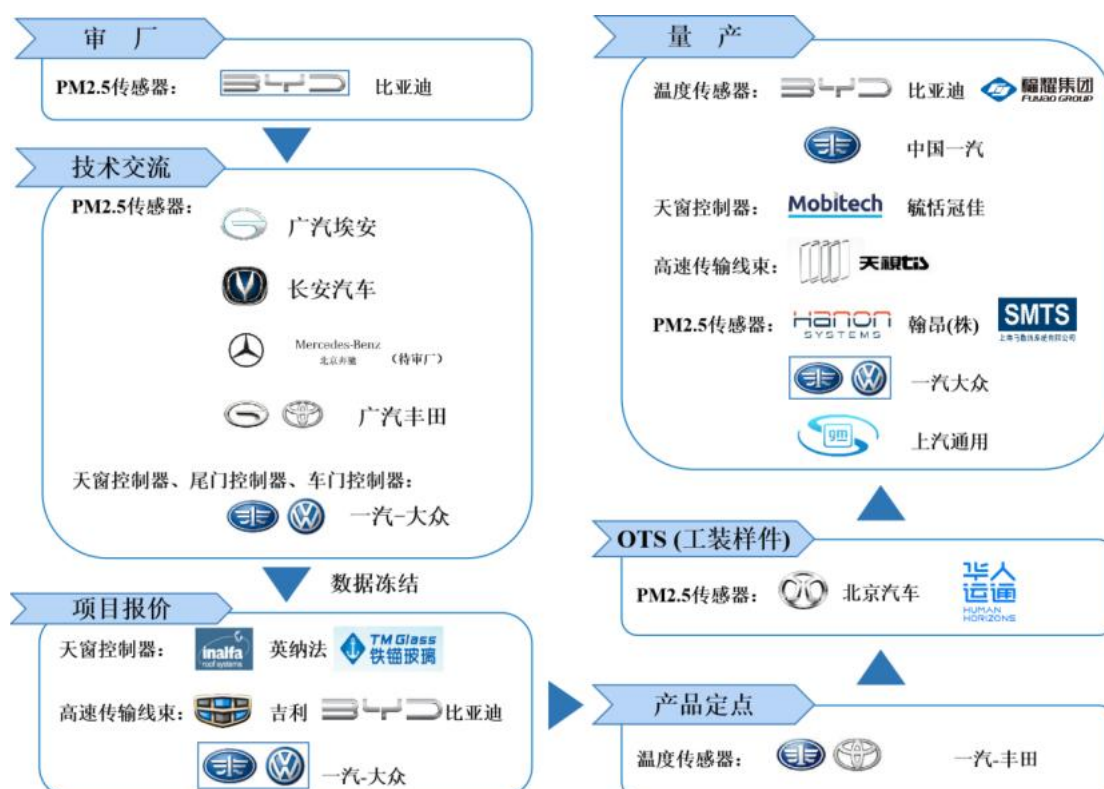 审 厂
PM2.5传感器： BYD 比亚迪
技术交流
PM2.5传感器：
广汽埃安
长安汽车
Mercedes-Benz
北京奔驰 （待审厂）
广汽丰田
天窗控制器、尾门控制器、车门控制器：
一汽-大众
数据冻结
项目报价
天窗控制器： inalfa roof systems 英纳法 TM Glass 铁锚玻璃
高速传输线束： 吉利 BYD 比亚迪
一汽-大众
量 产
温度传感器： BYD 比亚迪 福耀集团 FUYAO GROUP
中国一汽
天窗控制器： Mobitech 毓恬冠佳
高速传输线束： 天视tis
PM2.5传感器： Hanon SYSTEMS 翰昂(株) SMTS
一汽大众
gm 上汽通用
OTS (工装样件)
PM2.5传感器： 北京汽车 华人运通 HUMAN HORIZONS
产品定点
温度传感器： 一汽-丰田